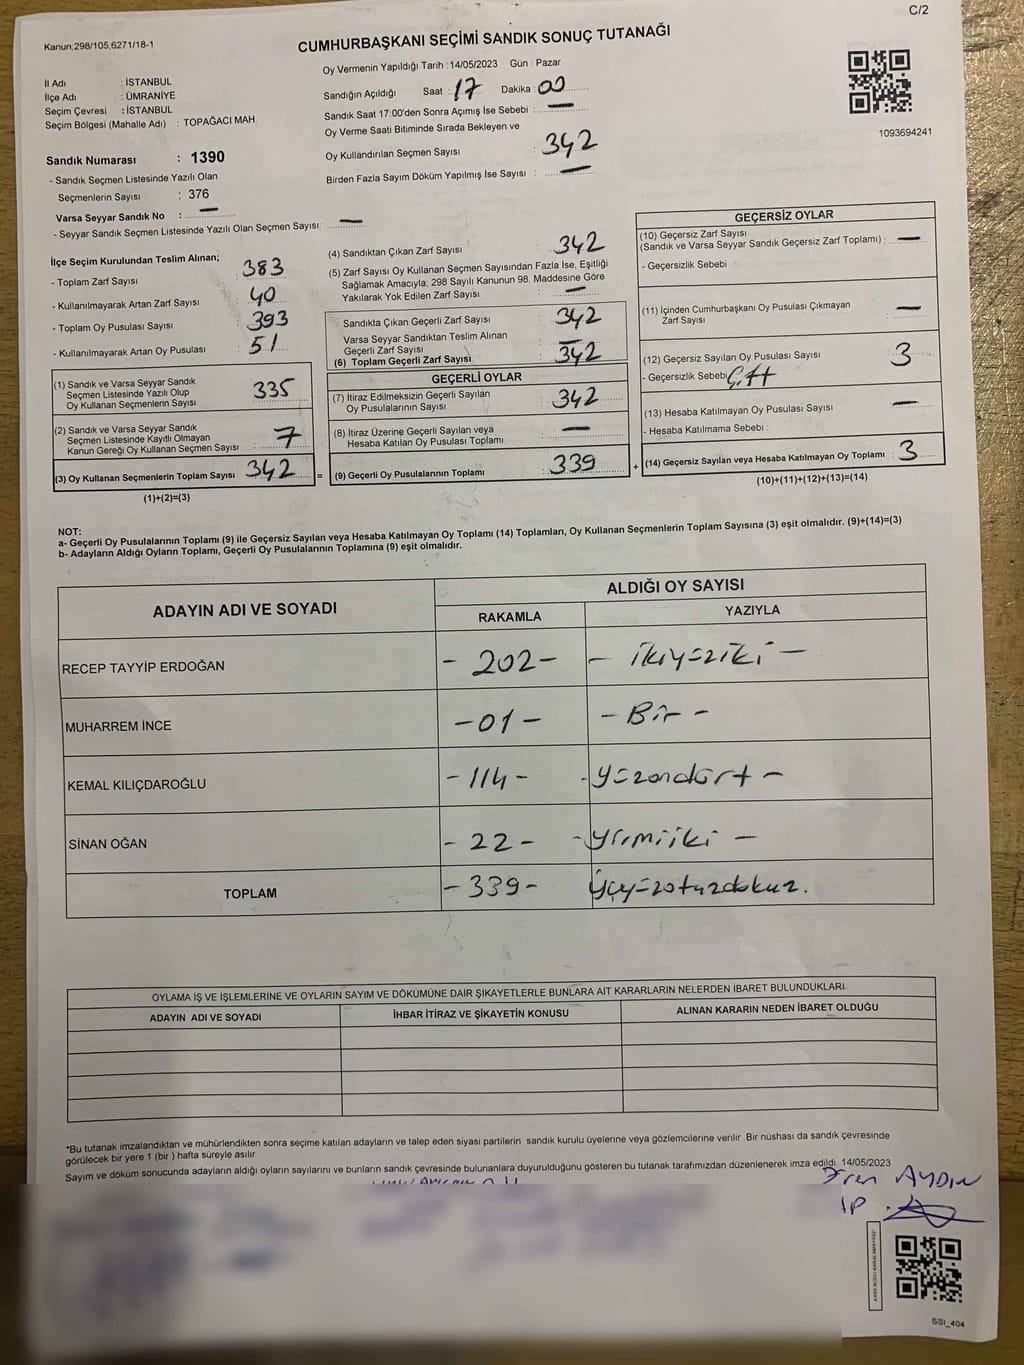 C/2
Kanun;298/105,6271/18-1
CUMHURBAŞKANI SEÇİMİ SANDIK SONUÇ TUTANAĞI
İl Adı : İSTANBUL
İlçe Adı : ÜMRANİYE
Seçim Çevresi : İSTANBUL
Seçim Bölgesi (Mahalle Adı) : TOPAĞACI MAH.
Sandık Numarası : 1390
- Sandık Seçmen Listesinde Yazılı Olan
Seçmenlerin Sayısı : 376
Varsa Seyyar Sandık No : —
- Seyyar Sandık Seçmen Listesinde Yazılı Olan Seçmen Sayısı: —
Oy Vermenin Yapıldığı Tarih : 14/05/2023 Gün : Pazar
Sandığın Açıldığı Saat : 17 Dakika : 00
Sandık Saat 17:00'den Sonra Açımış İse Sebebi : —
Oy Verme Saati Bitiminde Sırada Bekleyen ve
Oy Kullandırılan Seçmen Sayısı : 342
Birden Fazla Sayım Döküm Yapılmış İse Sayısı : —
1093694241
İlçe Seçim Kurulundan Teslim Alınan;
- Toplam Zarf Sayısı : 383
- Kullanılmayarak Artan Zarf Sayısı : 40
- Toplam Oy Pusulası Sayısı : 393
- Kullanılmayarak Artan Oy Pusulası : 51
(1) Sandık ve Varsa Seyyar Sandık
Seçmen Listesinde Yazılı Olup
Oy Kullanan Seçmenlerin Sayısı : 335
(2) Sandık ve Varsa Seyyar Sandık
Seçmen Listesinde Kayıtlı Olmayan
Kanun Gereği Oy Kullanan Seçmen Sayısı : 7
(3) Oy Kullanan Seçmenlerin Toplam Sayısı : 342
(1)+(2)=(3)
(4) Sandıktan Çıkan Zarf Sayısı : 342
(5) Zarf Sayısı Oy Kullanan Seçmen Sayısından Fazla İse, Eşitliği
Sağlamak Amacıyla; 298 Sayılı Kanunun 98. Maddesine Göre
Yakılarak Yok Edilen Zarf Sayısı : —
Sandıkta Çıkan Geçerli Zarf Sayısı : 342
Varsa Seyyar Sandıktan Teslim Alınan
Geçerli Zarf Sayısı : —
(6) Toplam Geçerli Zarf Sayısı : 342
GEÇERLİ OYLAR
(7) İtiraz Edilmeksizin Geçerli Sayılan
Oy Pusulalarının Sayısı : 342
(8) İtiraz Üzerine Geçerli Sayılan veya
Hesaba Katılan Oy Pusulası Toplamı : —
= (9) Geçerli Oy Pusulalarının Toplamı : 339
GEÇERSİZ OYLAR
(10) Geçersiz Zarf Sayısı
(Sandık ve Varsa Seyyar Sandık Geçersiz Zarf Toplamı) : —
- Geçersizlik Sebebi :
(11) İçinden Cumhurbaşkanı Oy Pusulası Çıkmayan
Zarf Sayısı : —
(12) Geçersiz Sayılan Oy Pusulası Sayısı : 3
- Geçersizlik Sebebi : Çift
(13) Hesaba Katılmayan Oy Pusulası Sayısı : —
- Hesaba Katılmama Sebebi :
+ (14) Geçersiz Sayılan veya Hesaba Katılmayan Oy Toplamı : 3
(10)+(11)+(12)+(13)=(14)
NOT:
a- Geçerli Oy Pusulalarının Toplamı (9) ile Geçersiz Sayılan veya Hesaba Katılmayan Oy Toplamı (14) Toplamları, Oy Kullanan Seçmenlerin Toplam Sayısına (3) eşit olmalıdır. (9)+(14)=(3)
b- Adayların Aldığı Oyların Toplamı, Geçerli Oy Pusulalarının Toplamına (9) eşit olmalıdır.
ADAYIN ADI VE SOYADI ALDIĞI OY SAYISI
RAKAMLA YAZIYLA
RECEP TAYYİP ERDOĞAN - 202 - - ikiyüziki -
MUHARREM İNCE - 01 - - Bir -
KEMAL KILIÇDAROĞLU - 114 - - yüzondört -
SİNAN OĞAN - 22 - - yirmiiki -
TOPLAM - 339 - Üçyüzotuzdokuz.
OYLAMA İŞ VE İŞLEMLERİNE VE OYLARIN SAYIM VE DÖKÜMÜNE DAİR ŞİKAYETLERLE BUNLARA AİT KARARLARIN NELERDEN İBARET BULUNDUKLARI
ADAYIN ADI VE SOYADI İHBAR İTİRAZ VE ŞİKAYETİN KONUSU ALINAN KARARIN NEDEN İBARET OLDUĞU
*Bu tutanak imzalandıktan ve mühürlendikten sonra seçime katılan adayların ve talep eden siyasi partilerin sandık kurulu üyelerine veya gözlemcilerine verilir. Bir nüshası da sandık çevresinde
görülecek bir yere 1 (bir) hafta süreyle asılır.
Sayım ve döküm sonucunda adayların aldığı oyların sayılarını ve bunların sandık çevresinde bulunanlara duyurulduğunu gösteren bu tutanak tarafımızdan düzenlenerek imza edildi. 14/05/2023
AYDIN
İP
SSI_404